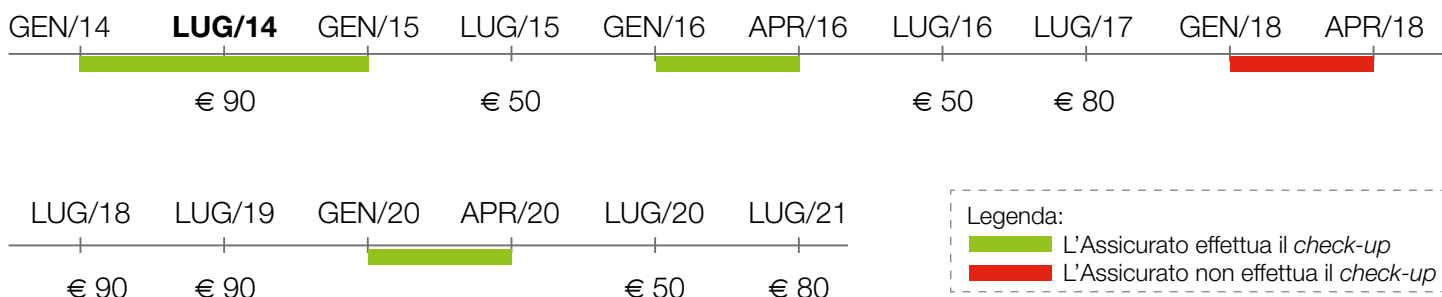 GEN/14 LUG/14 GEN/15 LUG/15 GEN/16 APR/16 LUG/16 LUG/17 GEN/18 APR/18
€ 90 € 50 € 50 € 80
LUG/18 LUG/19 GEN/20 APR/20 LUG/20 LUG/21
€ 90 € 90 € 50 € 80
Legenda:
L'Assicurato effettua il check-up
L'Assicurato non effettua il check-up